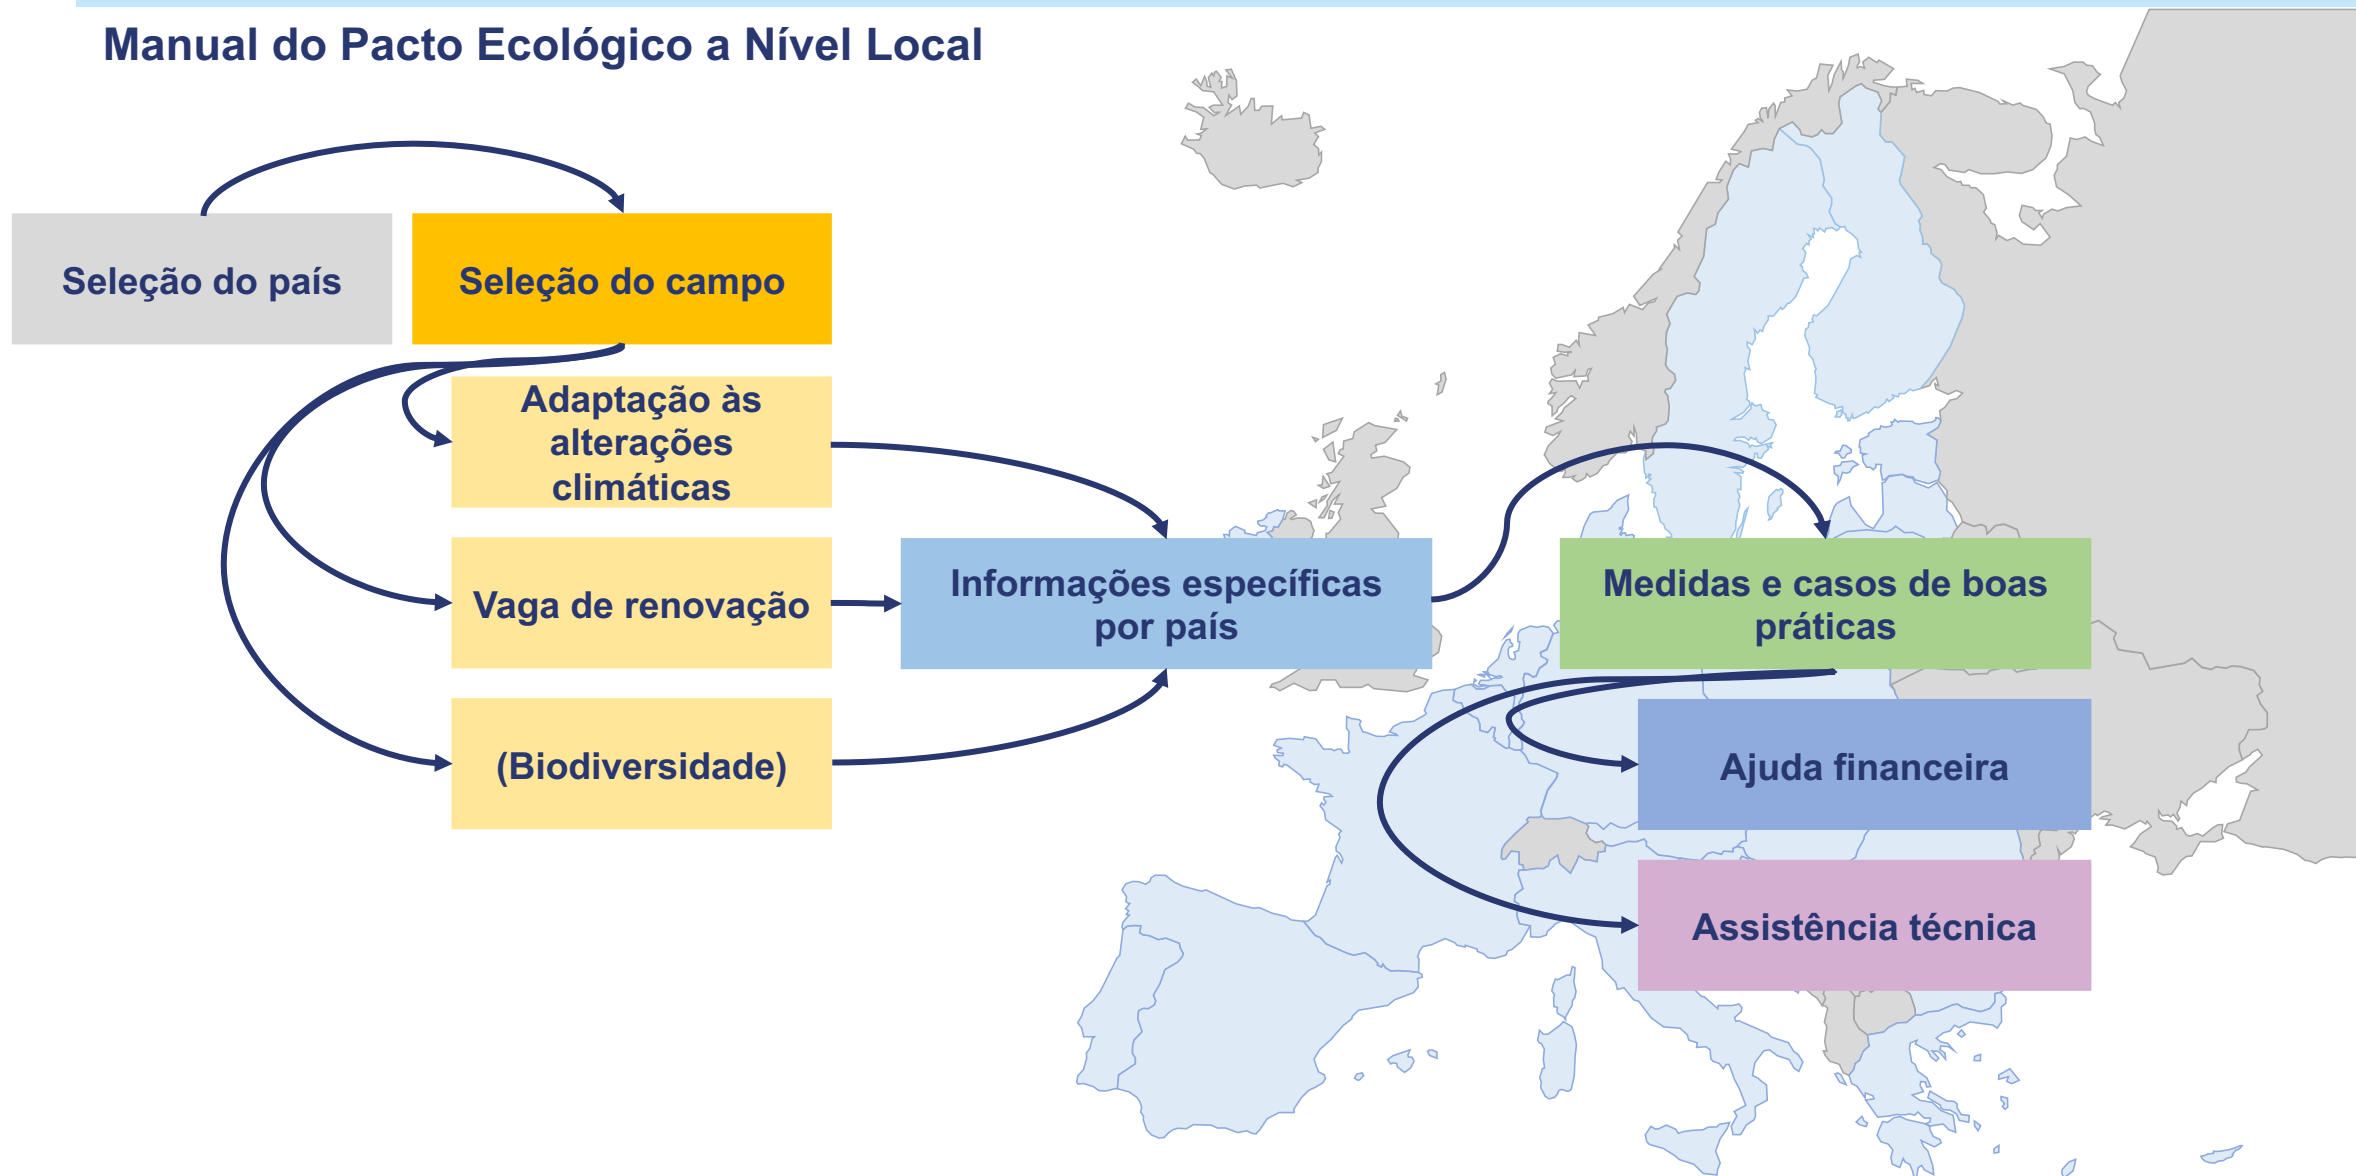 Manual do Pacto Ecológico a Nível Local
Seleção do país
Seleção do campo
Adaptação às
alterações
climáticas
Vaga de renovação
(Biodiversidade)
Informações específicas
por país
Medidas e casos de boas
práticas
Ajuda financeira
Assistência técnica